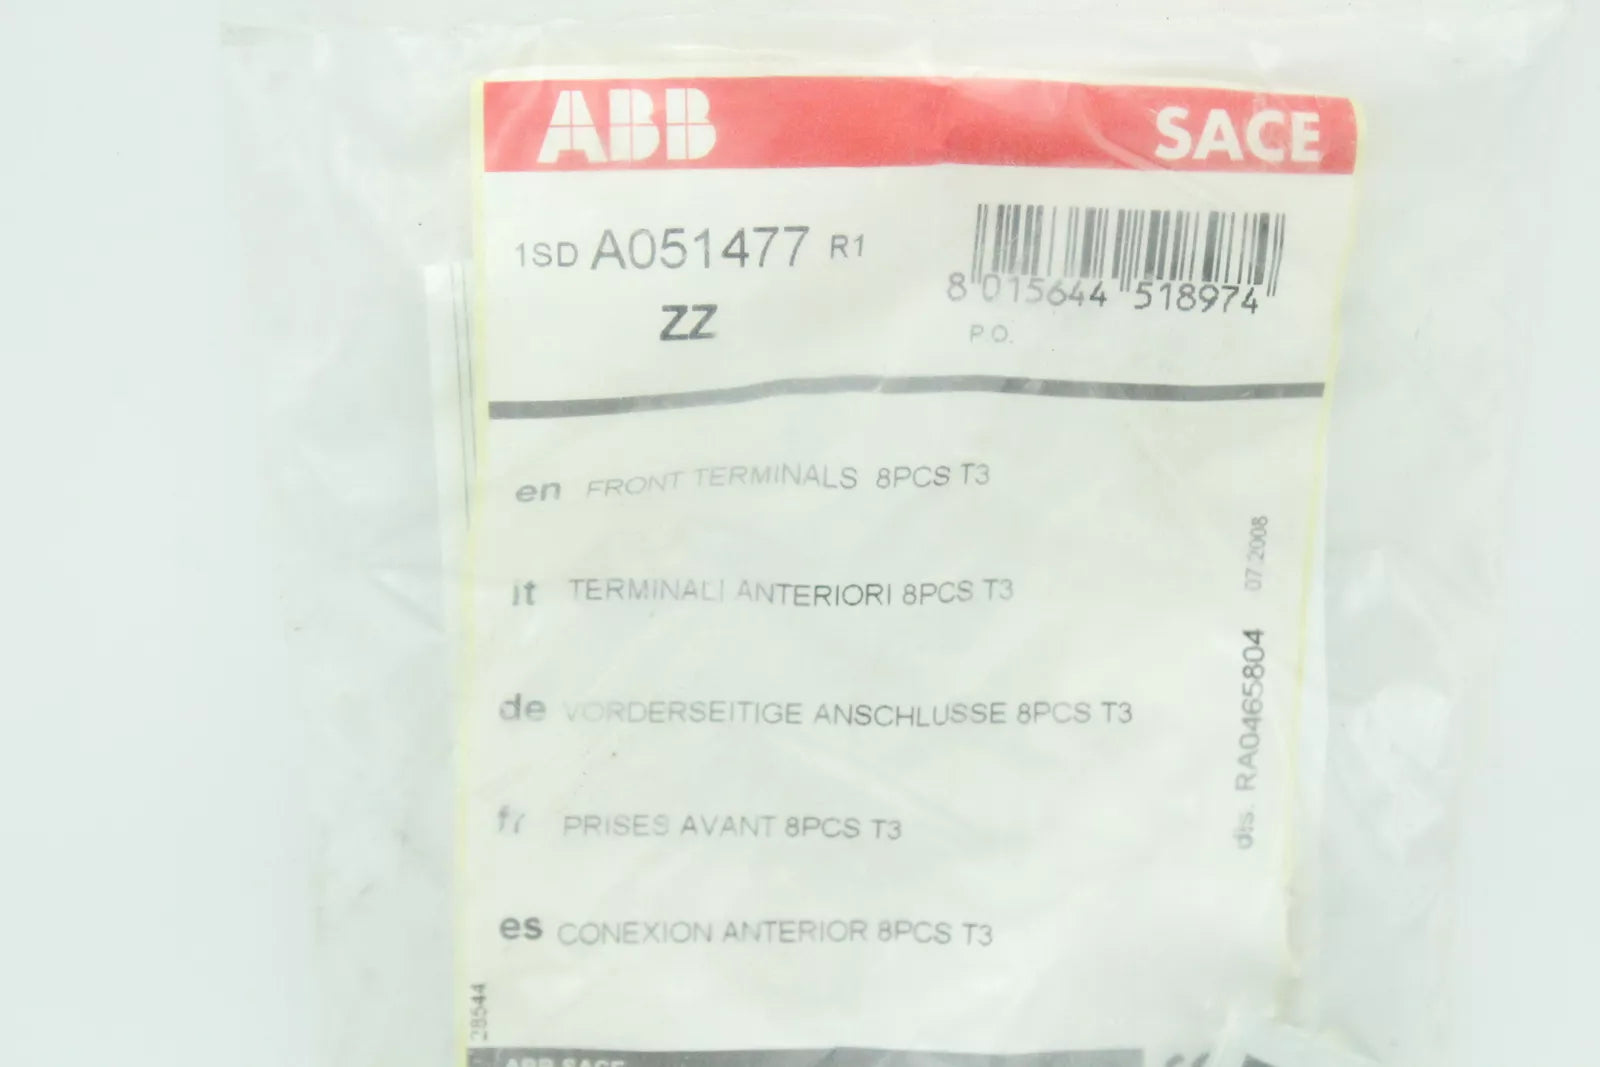 ABB SACE
1SD A051477 R1
ZZ
8 015644 518974
P.O.
en FRONT TERMINALS 8PCS T3
it TERMINALI ANTERIORI 8PCS T3
de VORDERSEITIGE ANSCHLUSSE 8PCS T3
fr PRISES AVANT 8PCS T3
es CONEXION ANTERIOR 8PCS T3
dis. RA0465804 07.2008
28544
ABB SACE